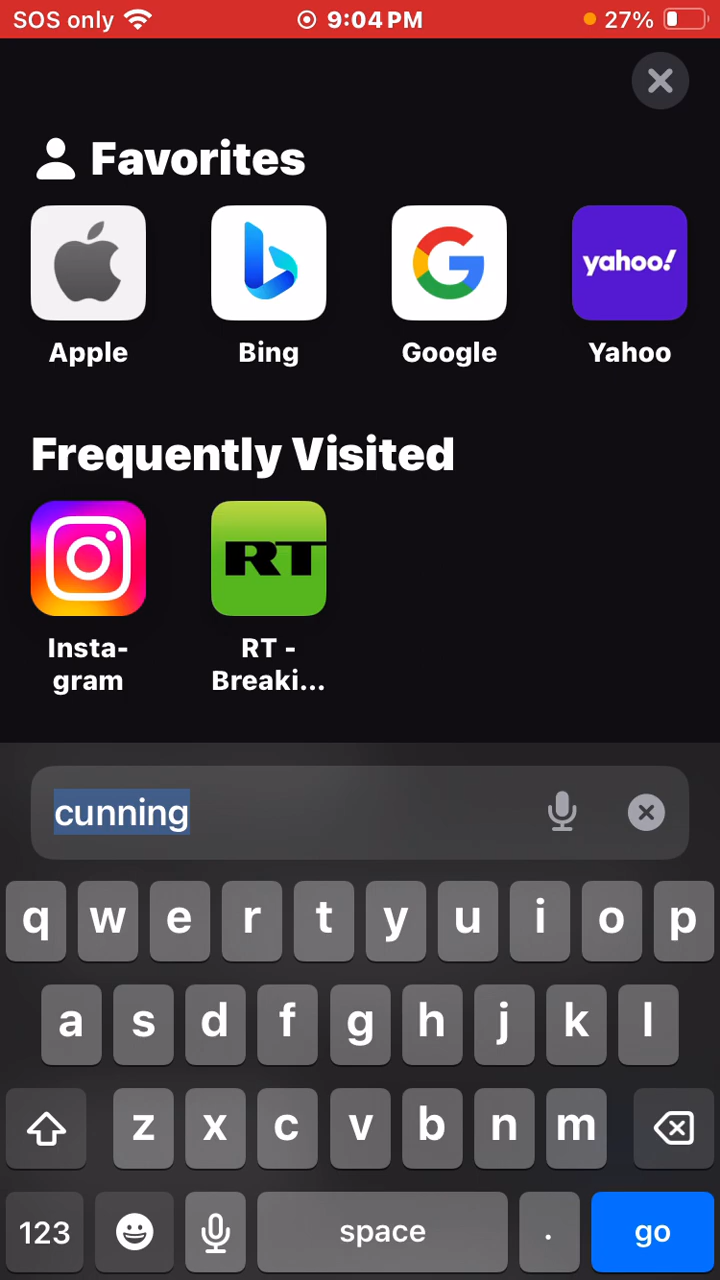 SOS only 9:04 PM 27%
Favorites
yahoo!
Apple Bing Google Yahoo
Frequently Visited
RT
Insta-
gram
RT -
Breaki...
cunning
q w e r t y u i o p
a s d f g h j k l
z x c v b n m
123 space . go